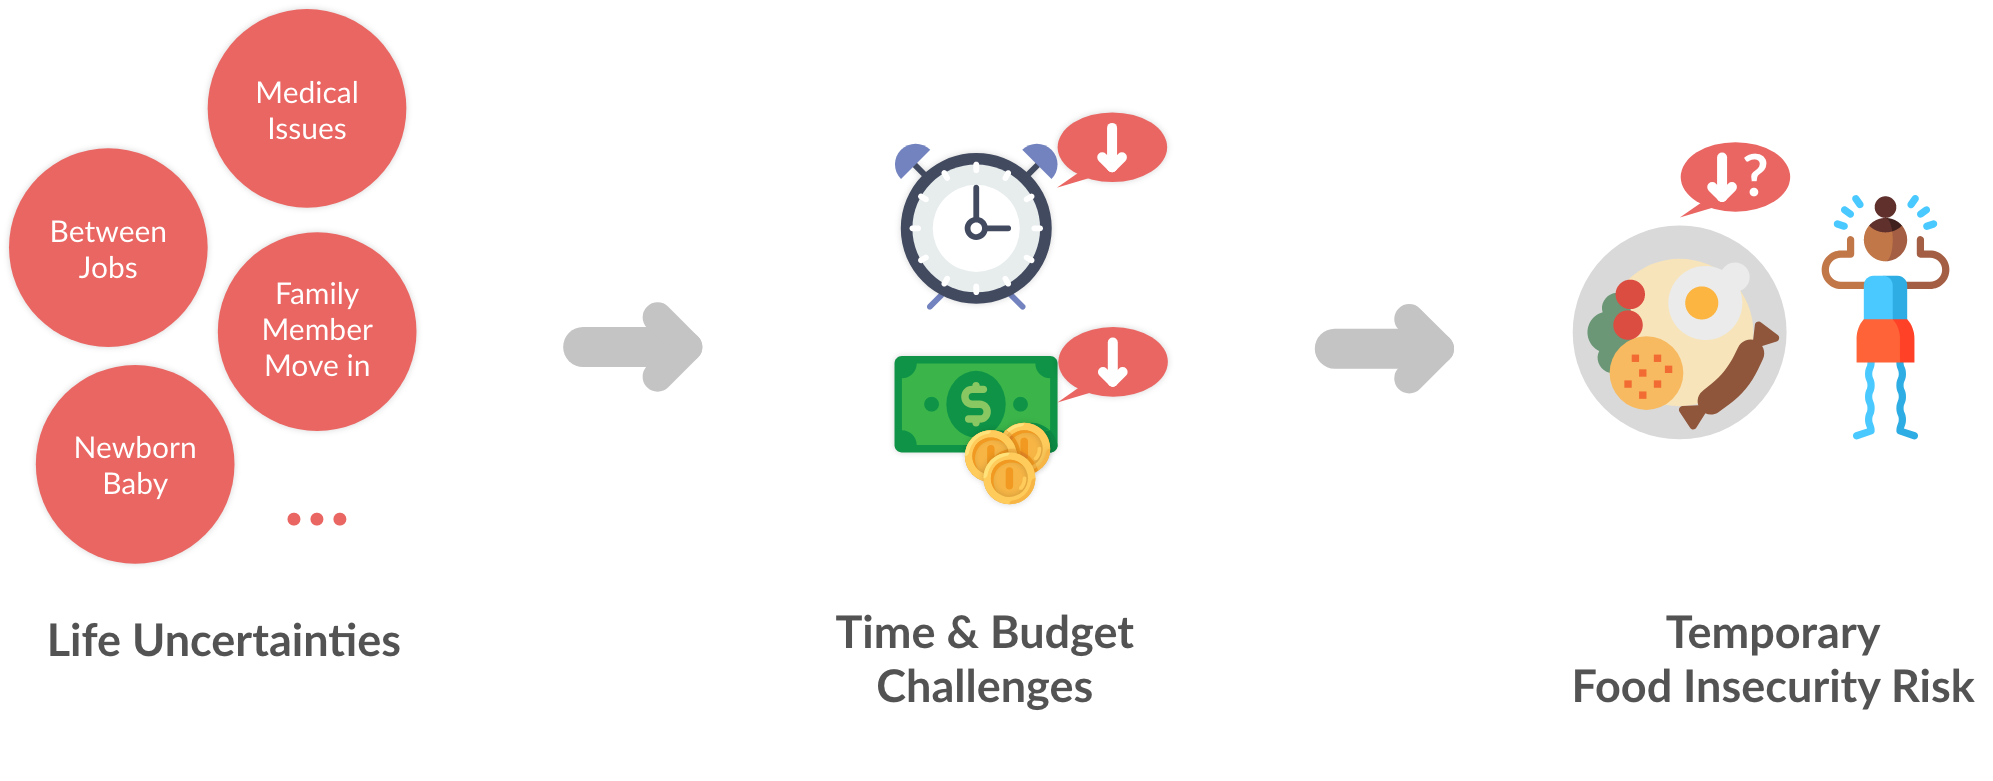 Medical
Issues
Between
Jobs
Family
Member
Move in
Newborn
Baby
...
Life Uncertainties
$
Time & Budget
Challenges
?
Temporary
Food Insecurity Risk